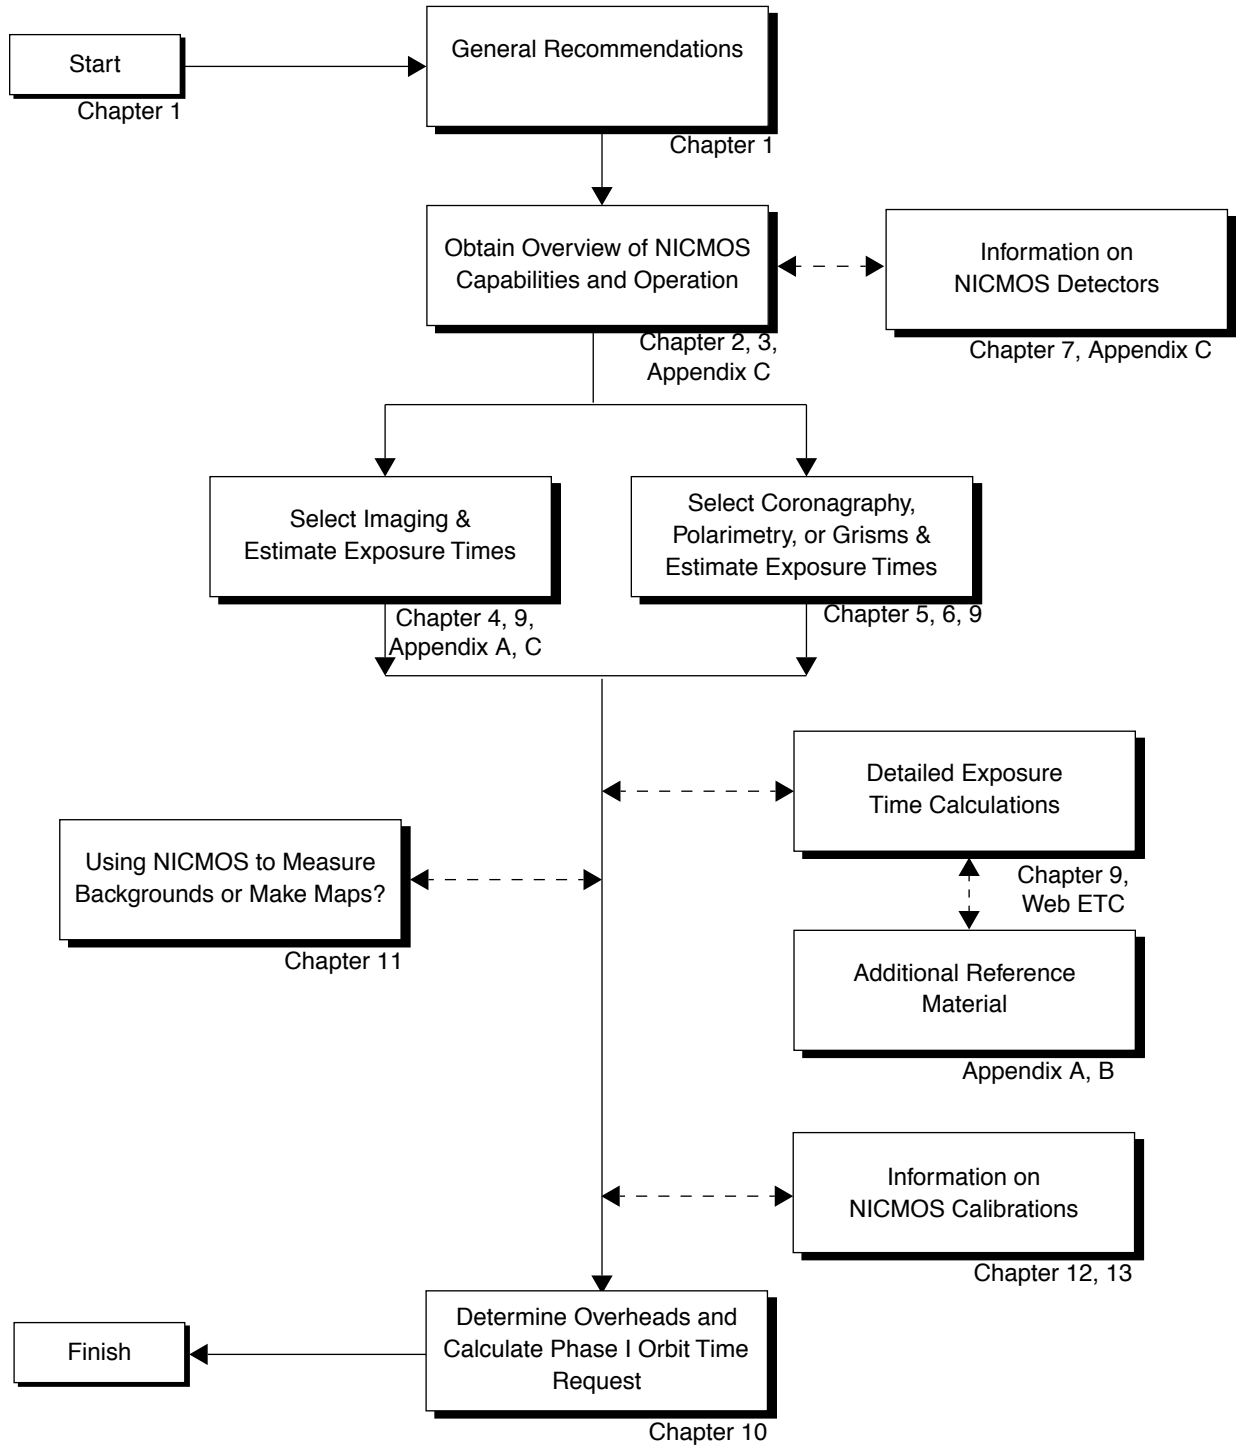 Start
Chapter 1
General Recommendations
Chapter 1
Obtain Overview of NICMOS
Capabilities and Operation
Chapter 2, 3,
Appendix C
Information on
NICMOS Detectors
Chapter 7, Appendix C
Select Imaging &
Estimate Exposure Times
Chapter 4, 9,
Appendix A, C
Select Coronagraphy,
Polarimetry, or Grisms &
Estimate Exposure Times
Chapter 5, 6, 9
Detailed Exposure
Time Calculations
Chapter 9,
Web ETC
Using NICMOS to Measure
Backgrounds or Make Maps?
Chapter 11
Additional Reference
Material
Appendix A, B
Information on
NICMOS Calibrations
Chapter 12, 13
Determine Overheads and
Calculate Phase I Orbit Time
Request
Chapter 10
Finish